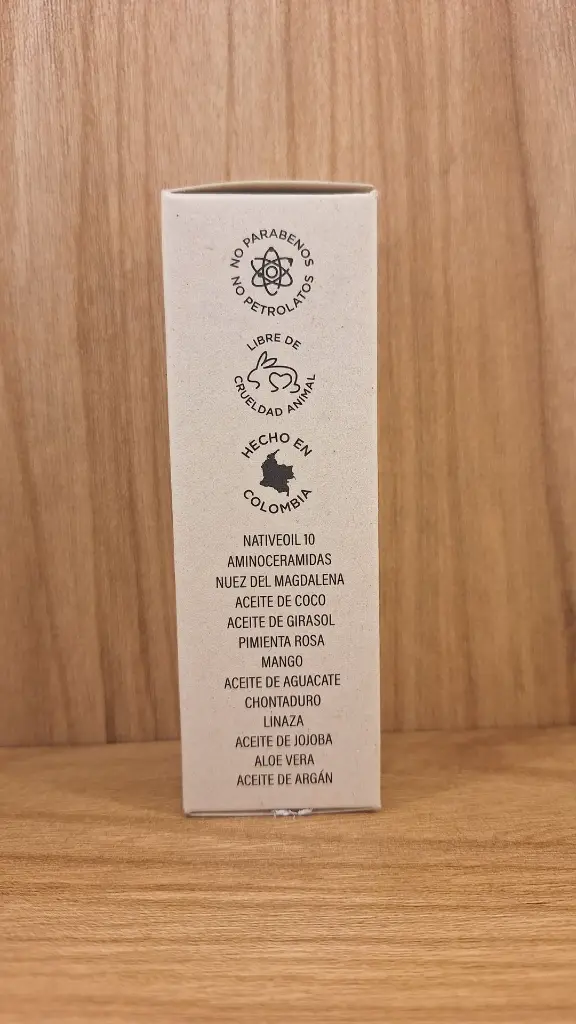 NO PARABENOS
NO PETROLATOS
LIBRE DE
CRUELDAD ANIMAL
HECHO EN
COLOMBIA
NATIVEOIL 10
AMINOCERAMIDAS
NUEZ DEL MAGDALENA
ACEITE DE COCO
ACEITE DE GIRASOL
PIMIENTA ROSA
MANGO
ACEITE DE AGUACATE
CHONTADURO
LINAZA
ACEITE DE JOJOBA
ALOE VERA
ACEITE DE ARGÁN